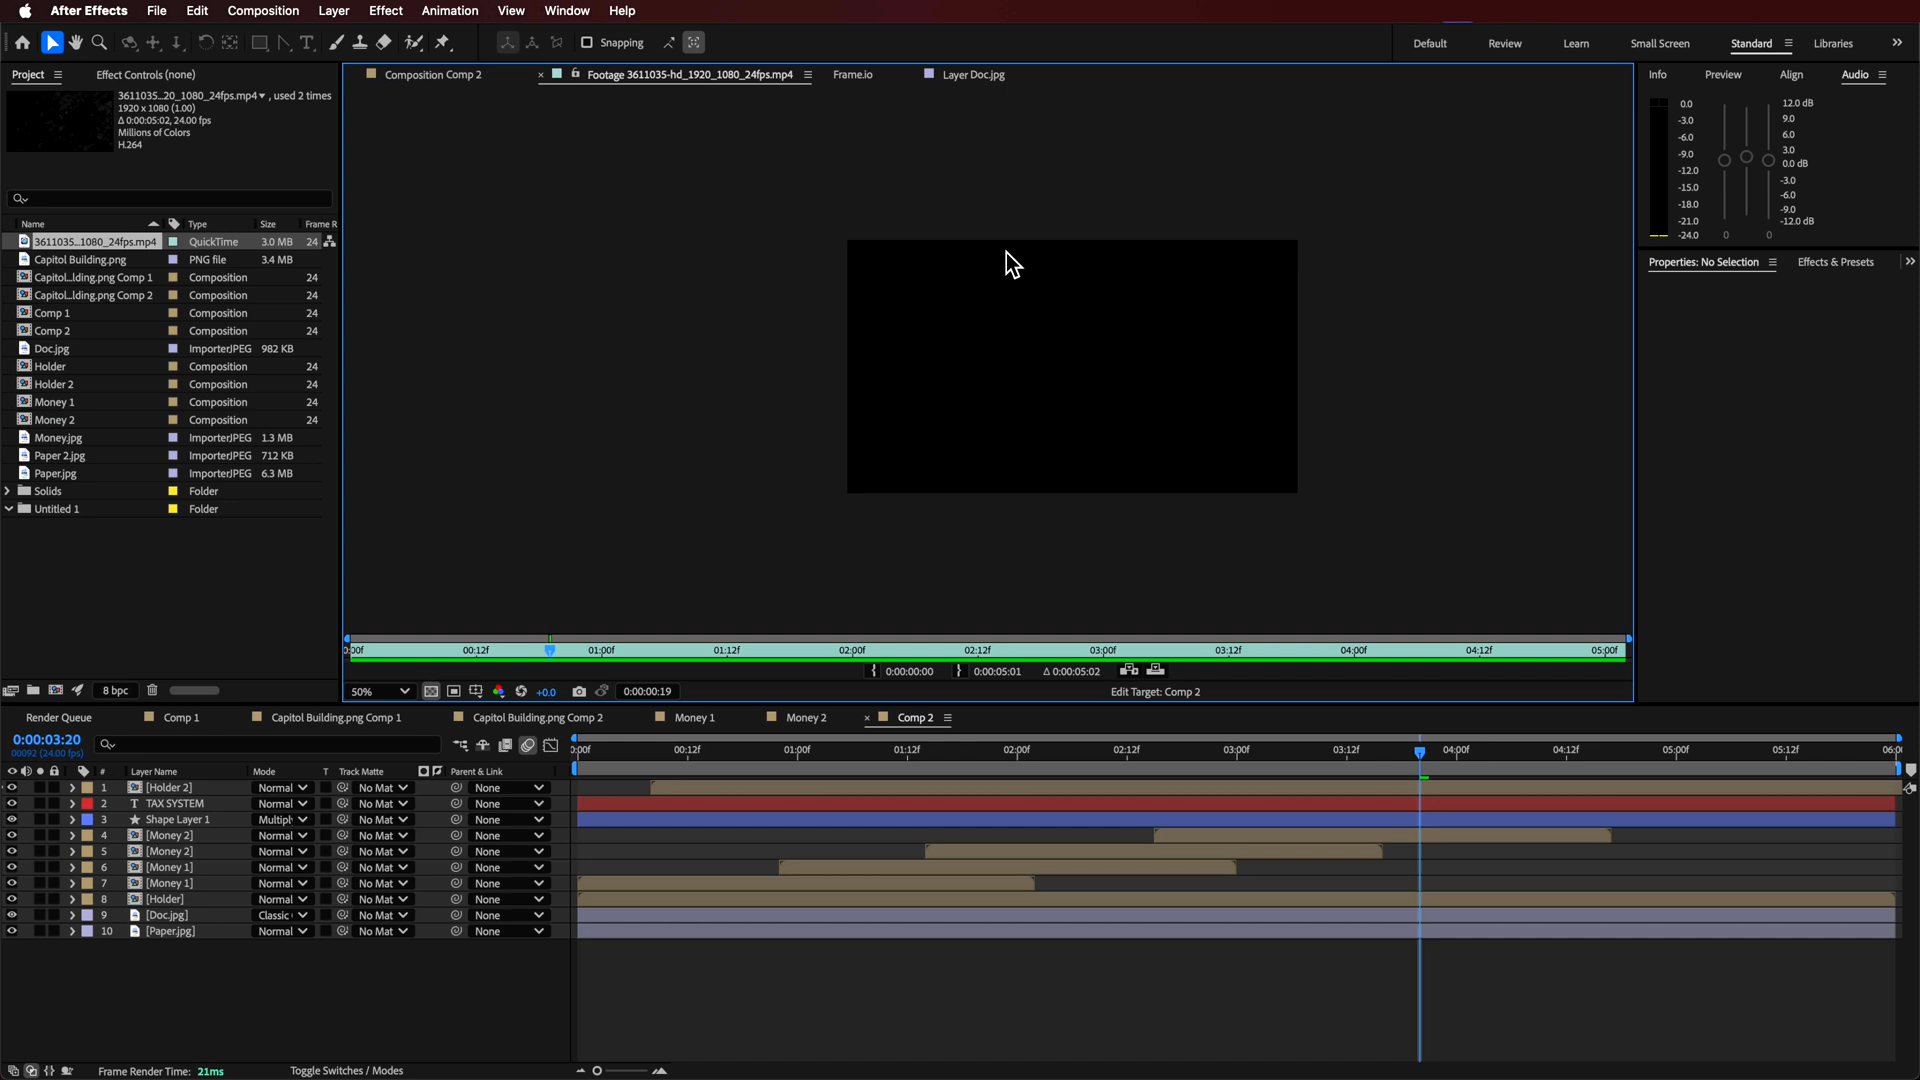 After Effects File Edit Composition Layer Effect Animation View Window Help
Snapping Default Review Learn Small Screen Standard Libraries
Project Effect Controls (none)
3611035...20_1080_24fps.mp4 , used 2 times
1920 x 1080 (1.00)
Δ 0:00:05:02, 24.00 fps
Millions of Colors
H.264
Name Type Size Frame R
3611035...1080_24fps.mp4 QuickTime 3.0 MB 24
Capitol Building.png PNG file 3.4 MB
Capitol...lding.png Comp 1 Composition 24
Capitol...lding.png Comp 2 Composition 24
Comp 1 Composition 24
Comp 2 Composition 24
Doc.jpg ImporterJPEG 982 KB
Holder Composition 24
Holder 2 Composition 24
Money 1 Composition 24
Money 2 Composition 24
Money.jpg ImporterJPEG 1.3 MB
Paper 2.jpg ImporterJPEG 712 KB
Paper.jpg ImporterJPEG 6.3 MB
Solids Folder
Untitled 1 Folder
8 bpc
Composition Comp 2 × Footage 3611035-hd_1920_1080_24fps.mp4 Frame.io Layer Doc.jpg
00:12f 01:00f 01:12f 02:00f 02:12f 03:00f 03:12f 04:00f 04:12f 05:00f
0:00:00:00 0:00:05:01 Δ 0:00:05:02
50% +0.0 0:00:00:19 Edit Target: Comp 2
Info Preview Align Audio
0.0 12.0 dB
-3.0 9.0
-6.0 6.0
-9.0 3.0
-12.0 0.0 dB
-15.0 -3.0
-18.0 -6.0
-21.0 -9.0
-24.0 0 0 -12.0 dB
Properties: No Selection Effects & Presets
Render Queue Comp 1 Capitol Building.png Comp 1 Capitol Building.png Comp 2 Money 1 Money 2 × Comp 2
0:00:03:20
00092 (24.00 fps)
:00f 00:12f 01:00f 01:12f 02:00f 02:12f 03:00f 03:12f 04:00f 04:12f 05:00f 05:12f 06:0
# Layer Name Mode T Track Matte Parent & Link
1 [Holder 2] Normal No Mat None
2 T TAX SYSTEM Normal No Mat None
3 Shape Layer 1 Multipl No Mat None
4 [Money 2] Normal No Mat None
5 [Money 2] Normal No Mat None
6 [Money 1] Normal No Mat None
7 [Money 1] Normal No Mat None
8 [Holder] Normal No Mat None
9 [Doc.jpg] Classic No Mat None
10 [Paper.jpg] Normal No Mat None
Frame Render Time: 21ms Toggle Switches / Modes